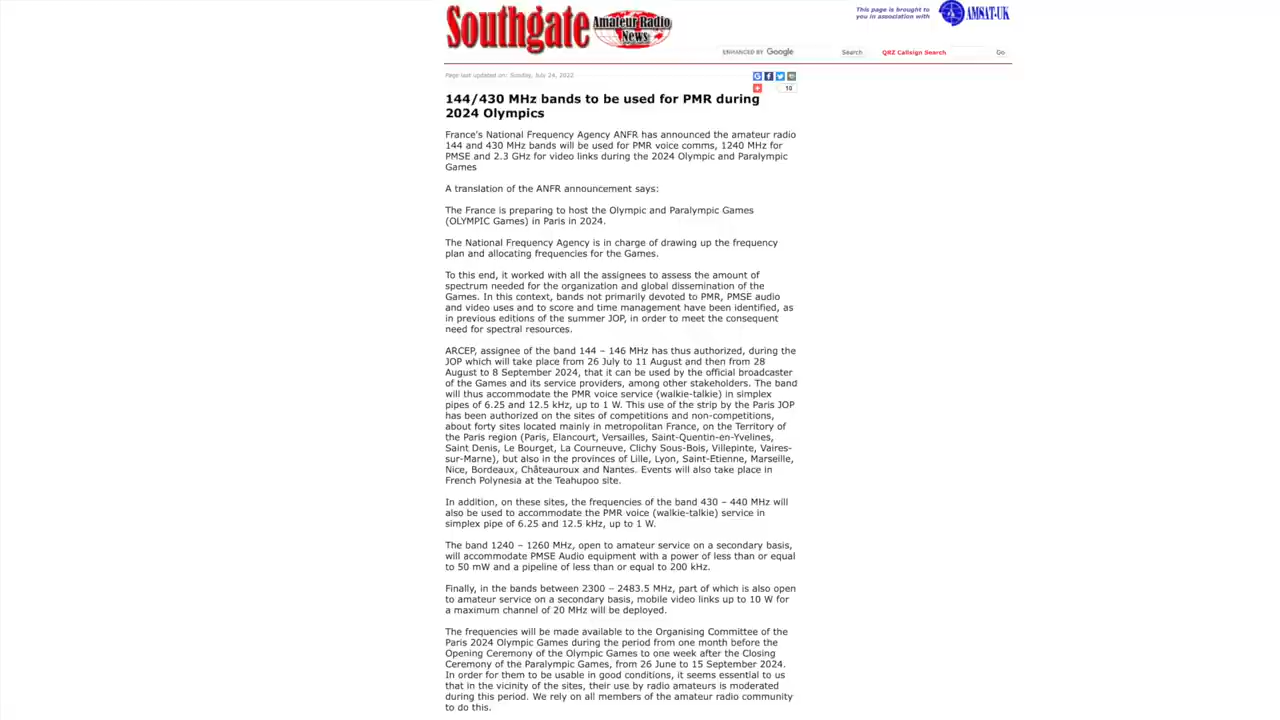 Southgate
Amateur Radio
News
This page is brought to
you in association with
AMSAT-UK
ENHANCED BY Google
Search
QRZ Callsign Search
Go
Page last updated on: Sunday, July 24, 2022
10
144/430 MHz bands to be used for PMR during
2024 Olympics
France's National Frequency Agency ANFR has announced the amateur radio
144 and 430 MHz bands will be used for PMR voice comms, 1240 MHz for
PMSE and 2.3 GHz for video links during the 2024 Olympic and Paralympic
Games
A translation of the ANFR announcement says:
The France is preparing to host the Olympic and Paralympic Games
(OLYMPIC Games) in Paris in 2024.
The National Frequency Agency is in charge of drawing up the frequency
plan and allocating frequencies for the Games.
To this end, it worked with all the assignees to assess the amount of
spectrum needed for the organization and global dissemination of the
Games. In this context, bands not primarily devoted to PMR, PMSE audio
and video uses and to score and time management have been identified, as
in previous editions of the summer JOP, in order to meet the consequent
need for spectral resources.
ARCEP, assignee of the band 144 – 146 MHz has thus authorized, during the
JOP which will take place from 26 July to 11 August and then from 28
August to 8 September 2024, that it can be used by the official broadcaster
of the Games and its service providers, among other stakeholders. The band
will thus accommodate the PMR voice service (walkie-talkie) in simplex
pipes of 6.25 and 12.5 kHz, up to 1 W. This use of the strip by the Paris JOP
has been authorized on the sites of competitions and non-competitions,
about forty sites located mainly in metropolitan France, on the Territory of
the Paris region (Paris, Elancourt, Versailles, Saint-Quentin-en-Yvelines,
Saint Denis, Le Bourget, La Courneuve, Clichy Sous-Bois, Villepinte, Vaires-
sur-Marne), but also in the provinces of Lille, Lyon, Saint-Etienne, Marseille,
Nice, Bordeaux, Châteauroux and Nantes. Events will also take place in
French Polynesia at the Teahupoo site.
In addition, on these sites, the frequencies of the band 430 – 440 MHz will
also be used to accommodate the PMR voice (walkie-talkie) service in
simplex pipe of 6.25 and 12.5 kHz, up to 1 W.
The band 1240 – 1260 MHz, open to amateur service on a secondary basis,
will accommodate PMSE Audio equipment with a power of less than or equal
to 50 mW and a pipeline of less than or equal to 200 kHz.
Finally, in the bands between 2300 – 2483.5 MHz, part of which is also open
to amateur service on a secondary basis, mobile video links up to 10 W for
a maximum channel of 20 MHz will be deployed.
The frequencies will be made available to the Organising Committee of the
Paris 2024 Olympic Games during the period from one month before the
Opening Ceremony of the Olympic Games to one week after the Closing
Ceremony of the Paralympic Games, from 26 June to 15 September 2024.
In order for them to be usable in good conditions, it seems essential to us
that in the vicinity of the sites, their use by radio amateurs is moderated
during this period. We rely on all members of the amateur radio community
to do this.